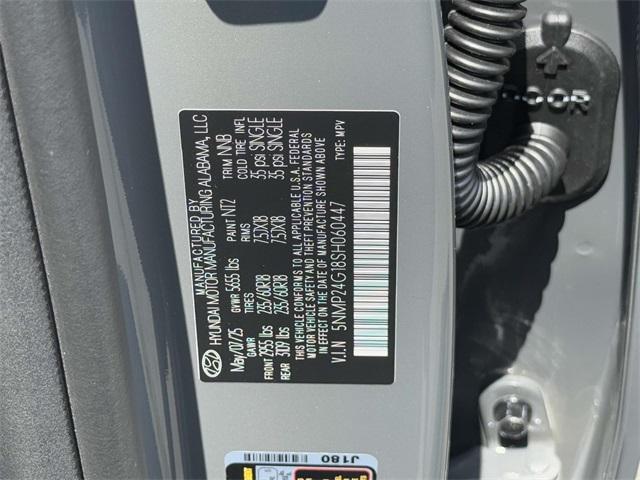 MANUFACTURED BY
HYUNDAI MOTOR MANUFACTURING ALABAMA, LLC
May/07/25 PAINT NT2 TRIM NNB
GVWR 5655 lbs
GAWR TIRES RIMS COLD TIRE INFL
FRONT 2955 lbs 235/60R18 7.5JX18 35 psi SINGLE
REAR 3109 lbs 235/60R18 7.5JX18 35 psi SINGLE
THIS VEHICLE CONFORMS TO ALL APPLICABLE U.S.A. FEDERAL
MOTOR VEHICLE SAFETY AND THEFT PREVENTION STANDARDS
IN EFFECT ON THE DATE OF MANUFACTURE SHOWN ABOVE
V.I.N 5NMP24G18SH060447 TYPE: MPV
DOOR
J180